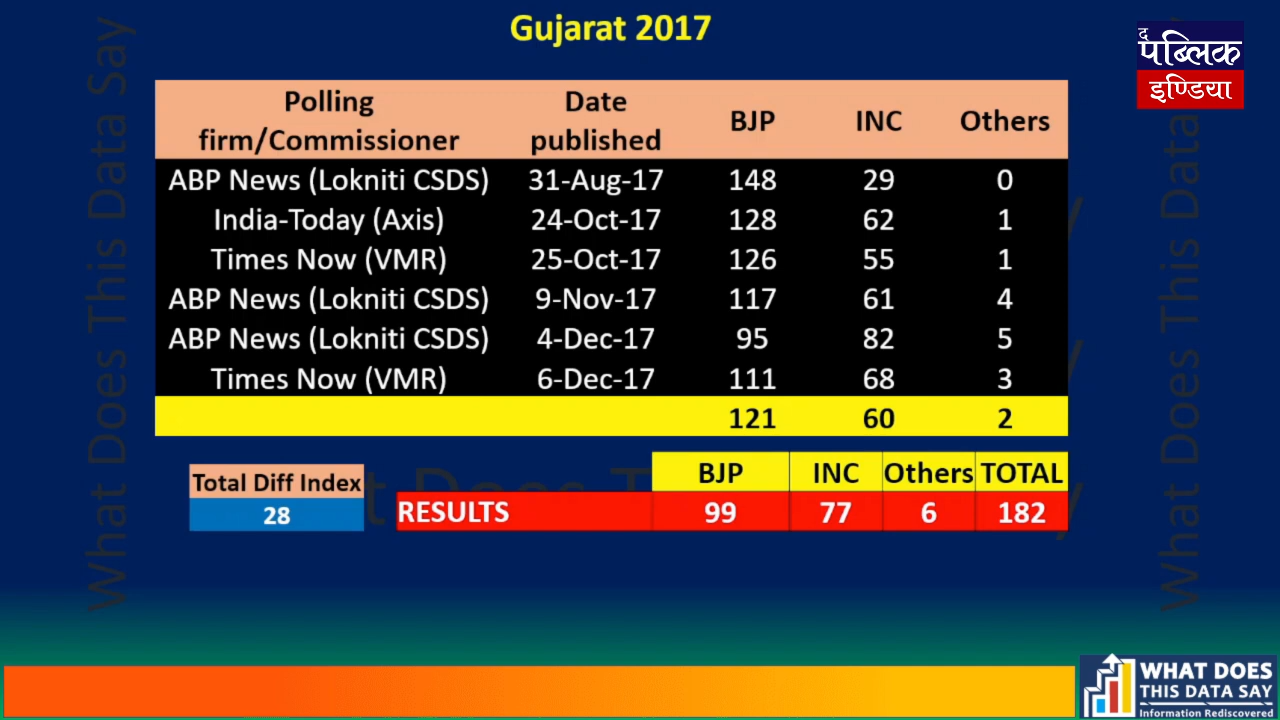 Gujarat 2017
द
पब्लिक
इण्डिया
Polling firm/Commissioner Date published BJP INC Others
ABP News (Lokniti CSDS) 31-Aug-17 148 29 0
India-Today (Axis) 24-Oct-17 128 62 1
Times Now (VMR) 25-Oct-17 126 55 1
ABP News (Lokniti CSDS) 9-Nov-17 117 61 4
ABP News (Lokniti CSDS) 4-Dec-17 95 82 5
Times Now (VMR) 6-Dec-17 111 68 3
121 60 2
BJP INC Others TOTAL
Total Diff Index
28
RESULTS 99 77 6 182
What Does This Data Say
What Does This Data
WHAT DOES
THIS DATA SAY
Information Rediscovered